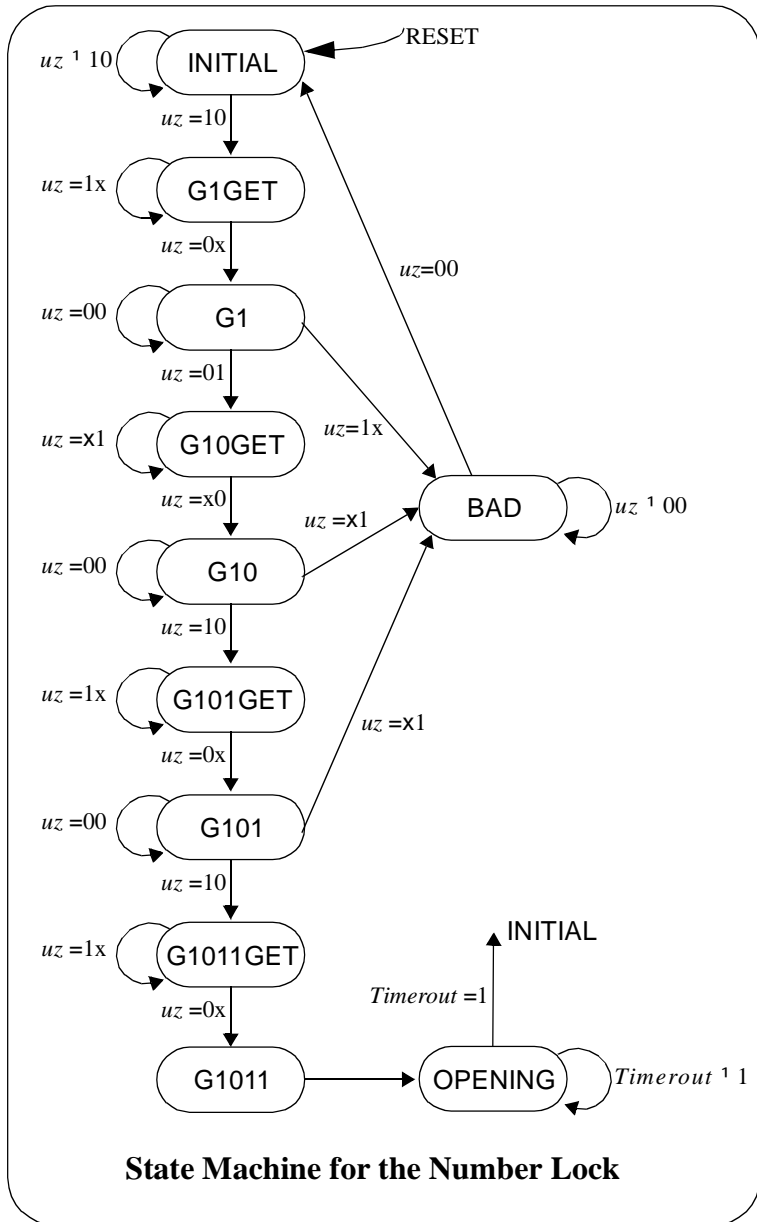 RESET
uz ¹ 10
INITIAL
uz =10
uz =1x
G1GET
uz =0x
uz=00
uz =00
G1
uz =01
uz=1x
uz =x1
G10GET
uz =x0
uz =x1
BAD
uz ¹ 00
uz =00
G10
uz =10
uz =1x
G101GET
uz =x1
uz =0x
uz =00
G101
uz =10
uz =1x
G1011GET
INITIAL
Timerout =1
uz =0x
G1011
OPENING
Timerout ¹ 1
State Machine for the Number Lock